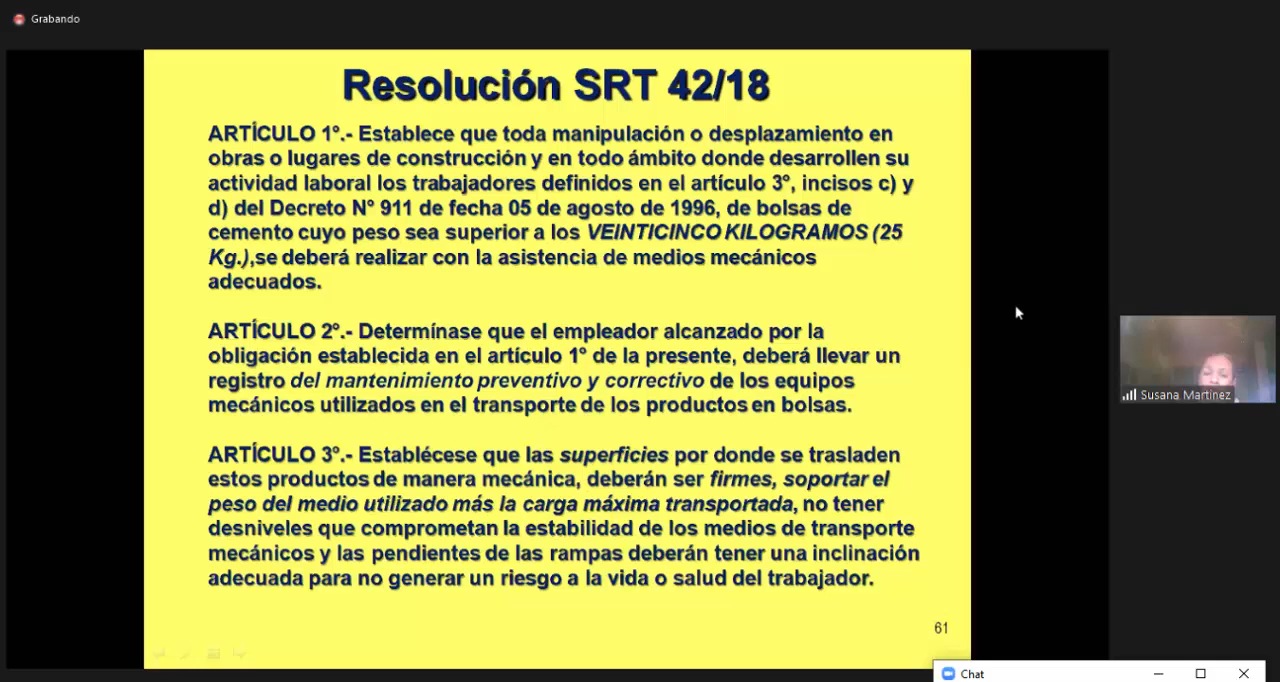 Grabando
Resolución SRT 42/18
ARTÍCULO 1°.- Establece que toda manipulación o desplazamiento en
obras o lugares de construcción y en todo ámbito donde desarrollen su
actividad laboral los trabajadores definidos en el artículo 3°, incisos c) y
d) del Decreto N° 911 de fecha 05 de agosto de 1996, de bolsas de
cemento cuyo peso sea superior a los VEINTICINCO KILOGRAMOS (25
Kg.),se deberá realizar con la asistencia de medios mecánicos
adecuados.
ARTÍCULO 2°.- Determínase que el empleador alcanzado por la
obligación establecida en el artículo 1° de la presente, deberá llevar un
registro del mantenimiento preventivo y correctivo de los equipos
mecánicos utilizados en el transporte de los productos en bolsas.
ARTÍCULO 3°.- Establécese que las superficies por donde se trasladen
estos productos de manera mecánica, deberán ser firmes, soportar el
peso del medio utilizado más la carga máxima transportada, no tener
desniveles que comprometan la estabilidad de los medios de transporte
mecánicos y las pendientes de las rampas deberán tener una inclinación
adecuada para no generar un riesgo a la vida o salud del trabajador.
61
Susana Martinez
Chat